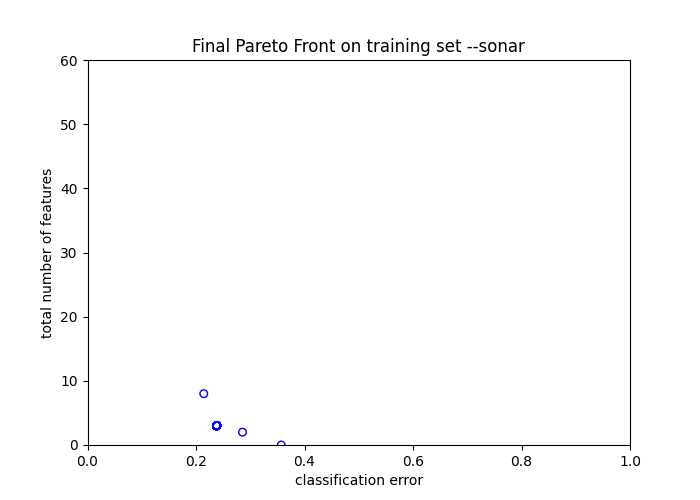 Final Pareto Front on training set --sonar
60
50
40
30
20
10
0
total number of features
0.0 0.2 0.4 0.6 0.8 1.0
classification error